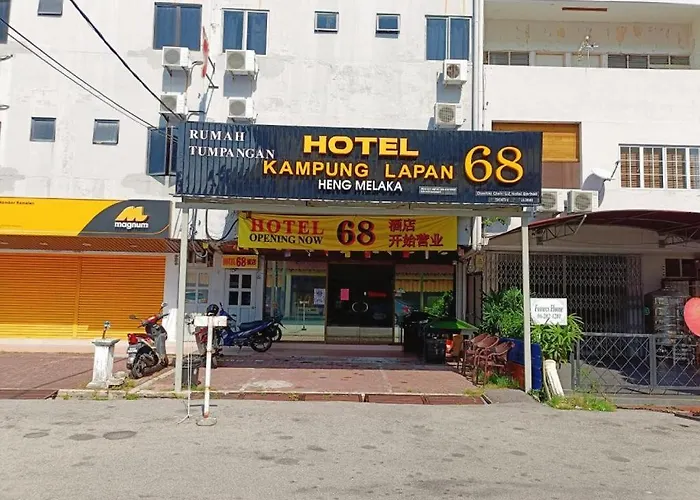 RUMAH
TUMPANGAN
HOTEL
KAMPUNG LAPAN
HENG MELAKA
68
HOTEL
OPENING NOW
68
酒店
开始营业
68
magnum